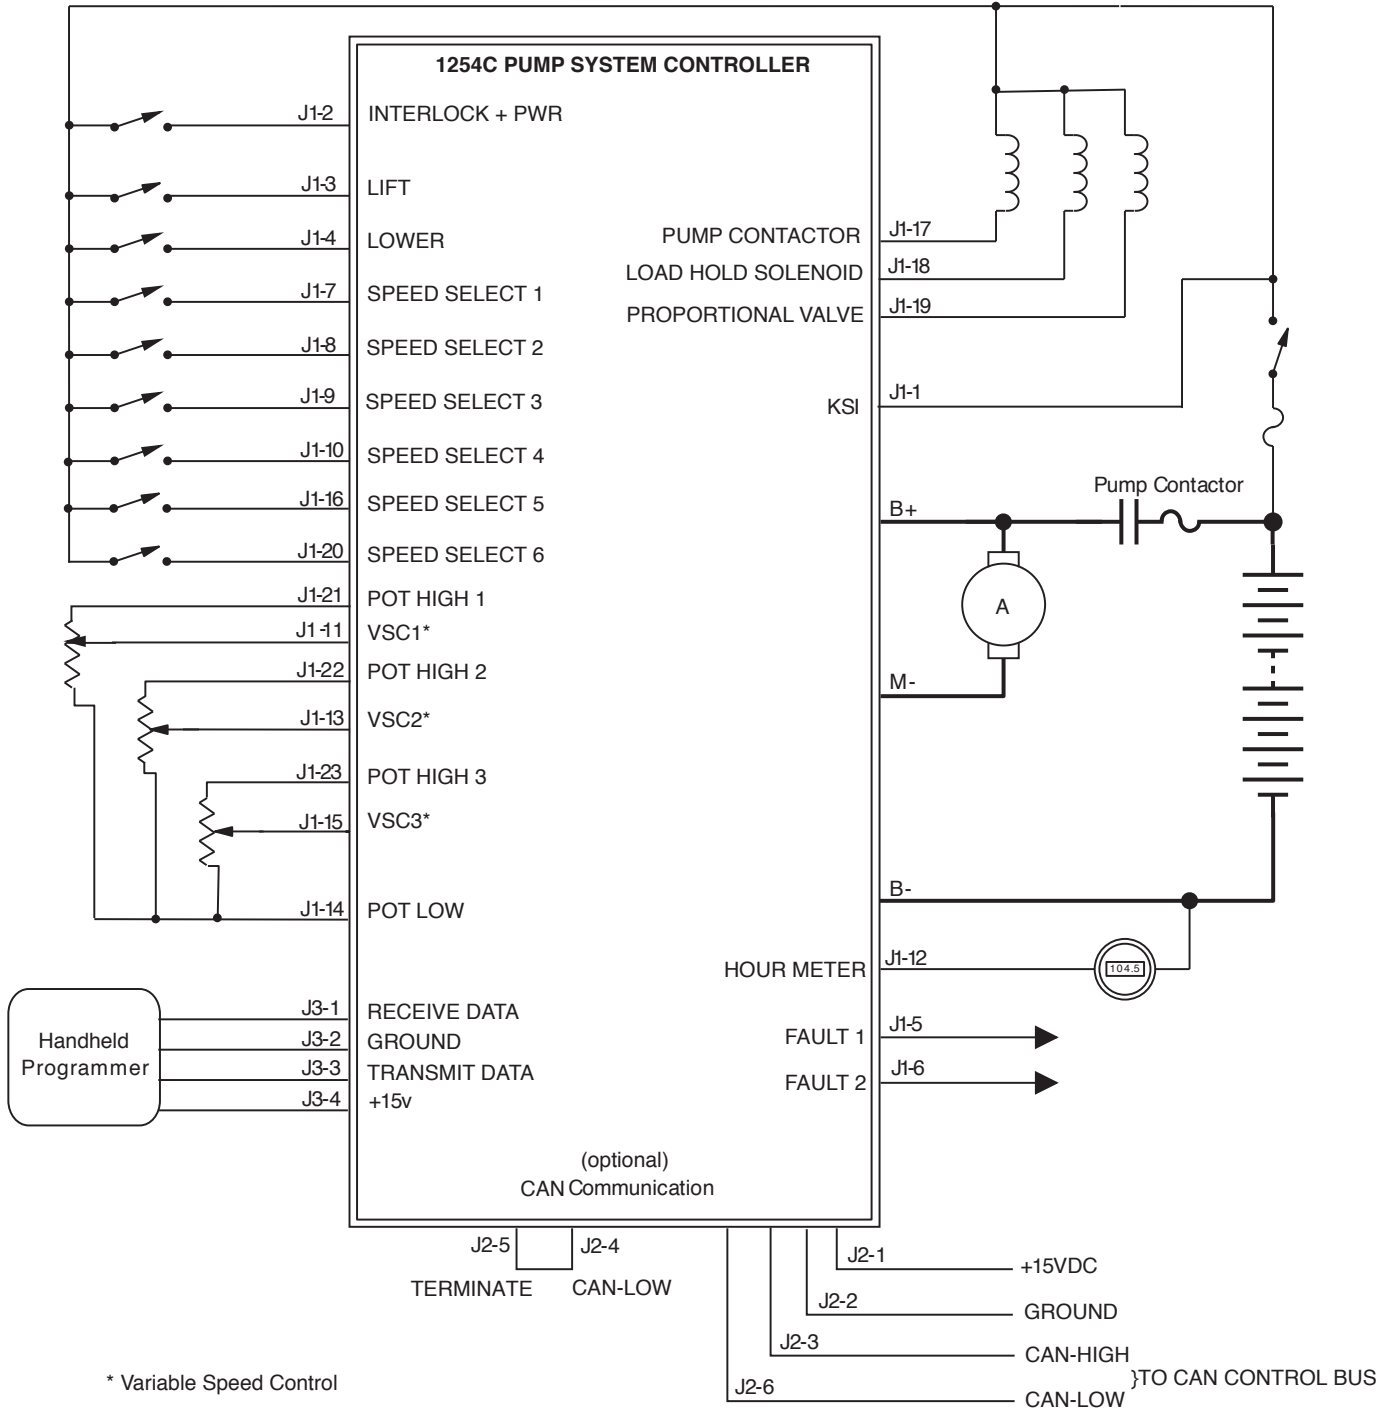 1254C PUMP SYSTEM CONTROLLER
J1-2 INTERLOCK + PWR
J1-3 LIFT
J1-4 LOWER
J1-7 SPEED SELECT 1
J1-8 SPEED SELECT 2
J1-9 SPEED SELECT 3
J1-10 SPEED SELECT 4
J1-16 SPEED SELECT 5
J1-20 SPEED SELECT 6
J1-21 POT HIGH 1
J1-11 VSC1*
J1-22 POT HIGH 2
J1-13 VSC2*
J1-23 POT HIGH 3
J1-15 VSC3*
J1-14 POT LOW
Handheld
Programmer
J3-1 RECEIVE DATA
J3-2 GROUND
J3-3 TRANSMIT DATA
J3-4 +15v
PUMP CONTACTOR J1-17
LOAD HOLD SOLENOID J1-18
PROPORTIONAL VALVE J1-19
KSI J1-1
Pump Contactor
B+
A
M-
B-
HOUR METER J1-12
104.5
FAULT 1 J1-5
FAULT 2 J1-6
(optional)
CAN Communication
J2-5 J2-4
TERMINATE CAN-LOW
J2-1 +15VDC
J2-2 GROUND
J2-3 CAN-HIGH
}TO CAN CONTROL BUS
J2-6 CAN-LOW
* Variable Speed Control